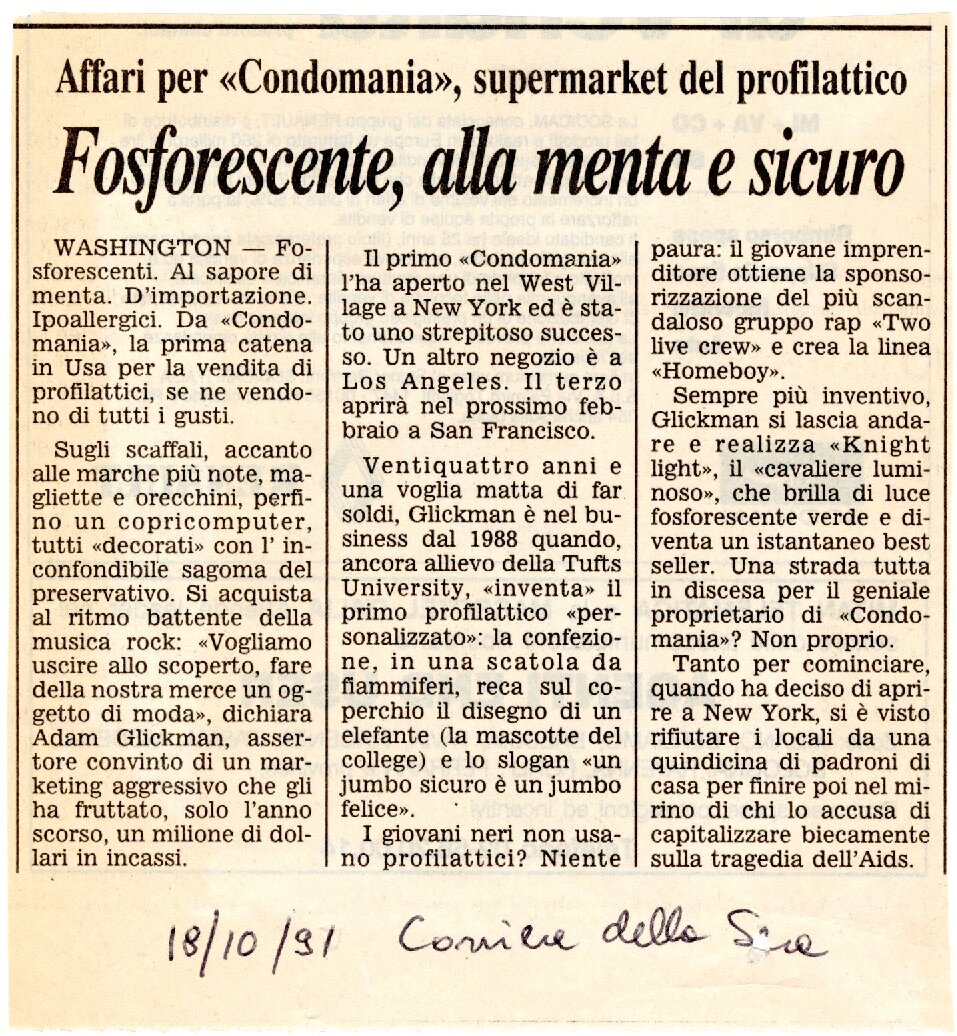 Affari per «Condomania», supermarket del profilattico
Fosforescente, alla menta e sicuro
WASHINGTON — Fo-
sforescenti. Al sapore di
menta. D'importazione.
Ipoallergici. Da «Condo-
mania», la prima catena
in Usa per la vendita di
profilattici, se ne vendo-
no di tutti i gusti.
Sugli scaffali, accanto
alle marche più note, ma-
gliette e orecchini, perfi-
no un copricomputer,
tutti «decorati» con l' in-
confondibile sagoma del
preservativo. Si acquista
al ritmo battente della
musica rock: «Vogliamo
uscire allo scoperto, fare
della nostra merce un og-
getto di moda», dichiara
Adam Glickman, asser-
tore convinto di un mar-
keting aggressivo che gli
ha fruttato, solo l'anno
scorso, un milione di dol-
lari in incassi.
Il primo «Condomania»
l'ha aperto nel West Vil-
lage a New York ed è sta-
to uno strepitoso succes-
so. Un altro negozio è a
Los Angeles. Il terzo
aprirà nel prossimo feb-
braio a San Francisco.
Ventiquattro anni e
una voglia matta di far
soldi, Glickman è nel bu-
siness dal 1988 quando,
ancora allievo della Tufts
University, «inventa» il
primo profilattico «per-
sonalizzato»: la confezio-
ne, in una scatola da
fiammiferi, reca sul co-
perchio il disegno di un
elefante (la mascotte del
college) e lo slogan «un
jumbo sicuro è un jumbo
felice».
I giovani neri non usa-
no profilattici? Niente
paura: il giovane impren-
ditore ottiene la sponso-
rizzazione del più scan-
daloso gruppo rap «Two
live crew» e crea la linea
«Homeboy».
Sempre più inventivo,
Glickman si lascia anda-
re e realizza «Knight
light», il «cavaliere lumi-
noso», che brilla di luce
fosforescente verde e di-
venta un istantaneo best
seller. Una strada tutta
in discesa per il geniale
proprietario di «Condo-
mania»? Non proprio.
Tanto per cominciare,
quando ha deciso di apri-
re a New York, si è visto
rifiutare i locali da una
quindicina di padroni di
casa per finire poi nel mi-
rino di chi lo accusa di
capitalizzare biecamente
sulla tragedia dell'Aids.
18/10/91 Corriere della Sera